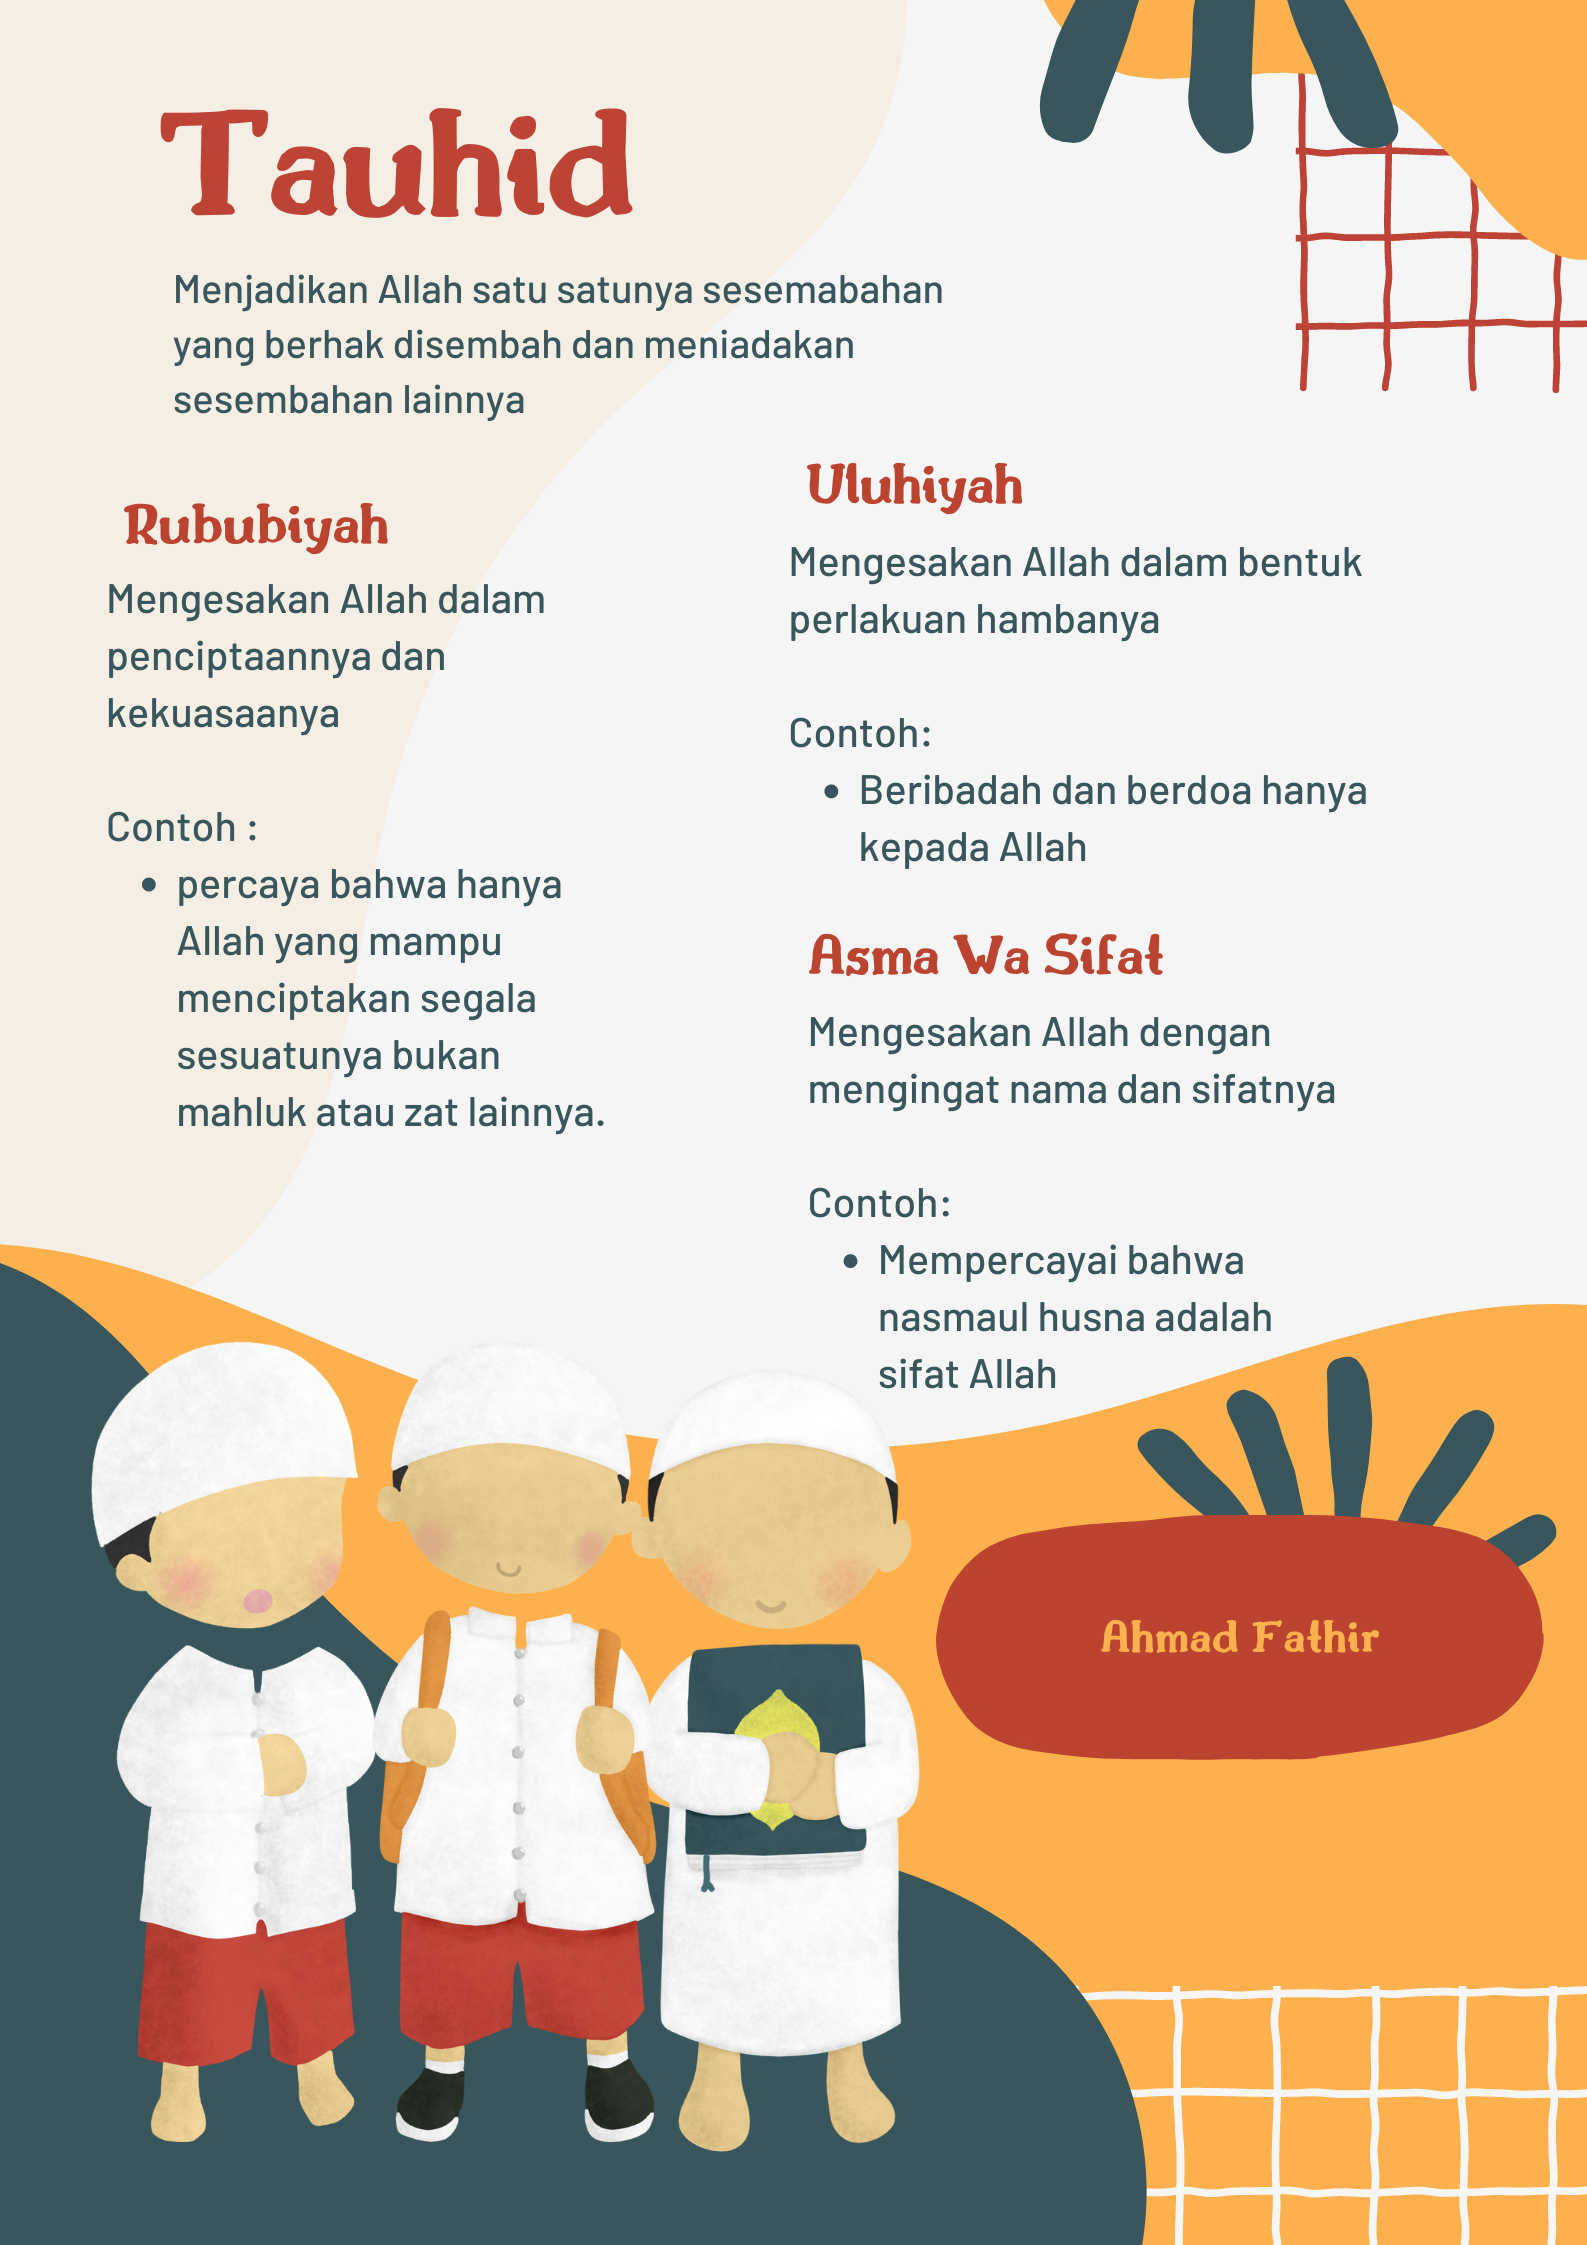 Tauhid
Menjadikan Allah satu satunya sesemabahan
yang berhak disembah dan meniadakan
sesembahan lainnya
Rububiyah
Mengesakan Allah dalam
penciptaannya dan
kekuasaanya
Contoh :
• percaya bahwa hanya
Allah yang mampu
menciptakan segala
sesuatunya bukan
mahluk atau zat lainnya.
Uluhiyah
Mengesakan Allah dalam bentuk
perlakuan hambanya
Contoh:
• Beribadah dan berdoa hanya
kepada Allah
Asma Wa Sifat
Mengesakan Allah dengan
mengingat nama dan sifatnya
Contoh:
• Mempercayai bahwa
nasmaul husna adalah
sifat Allah
Ahmad Fathir